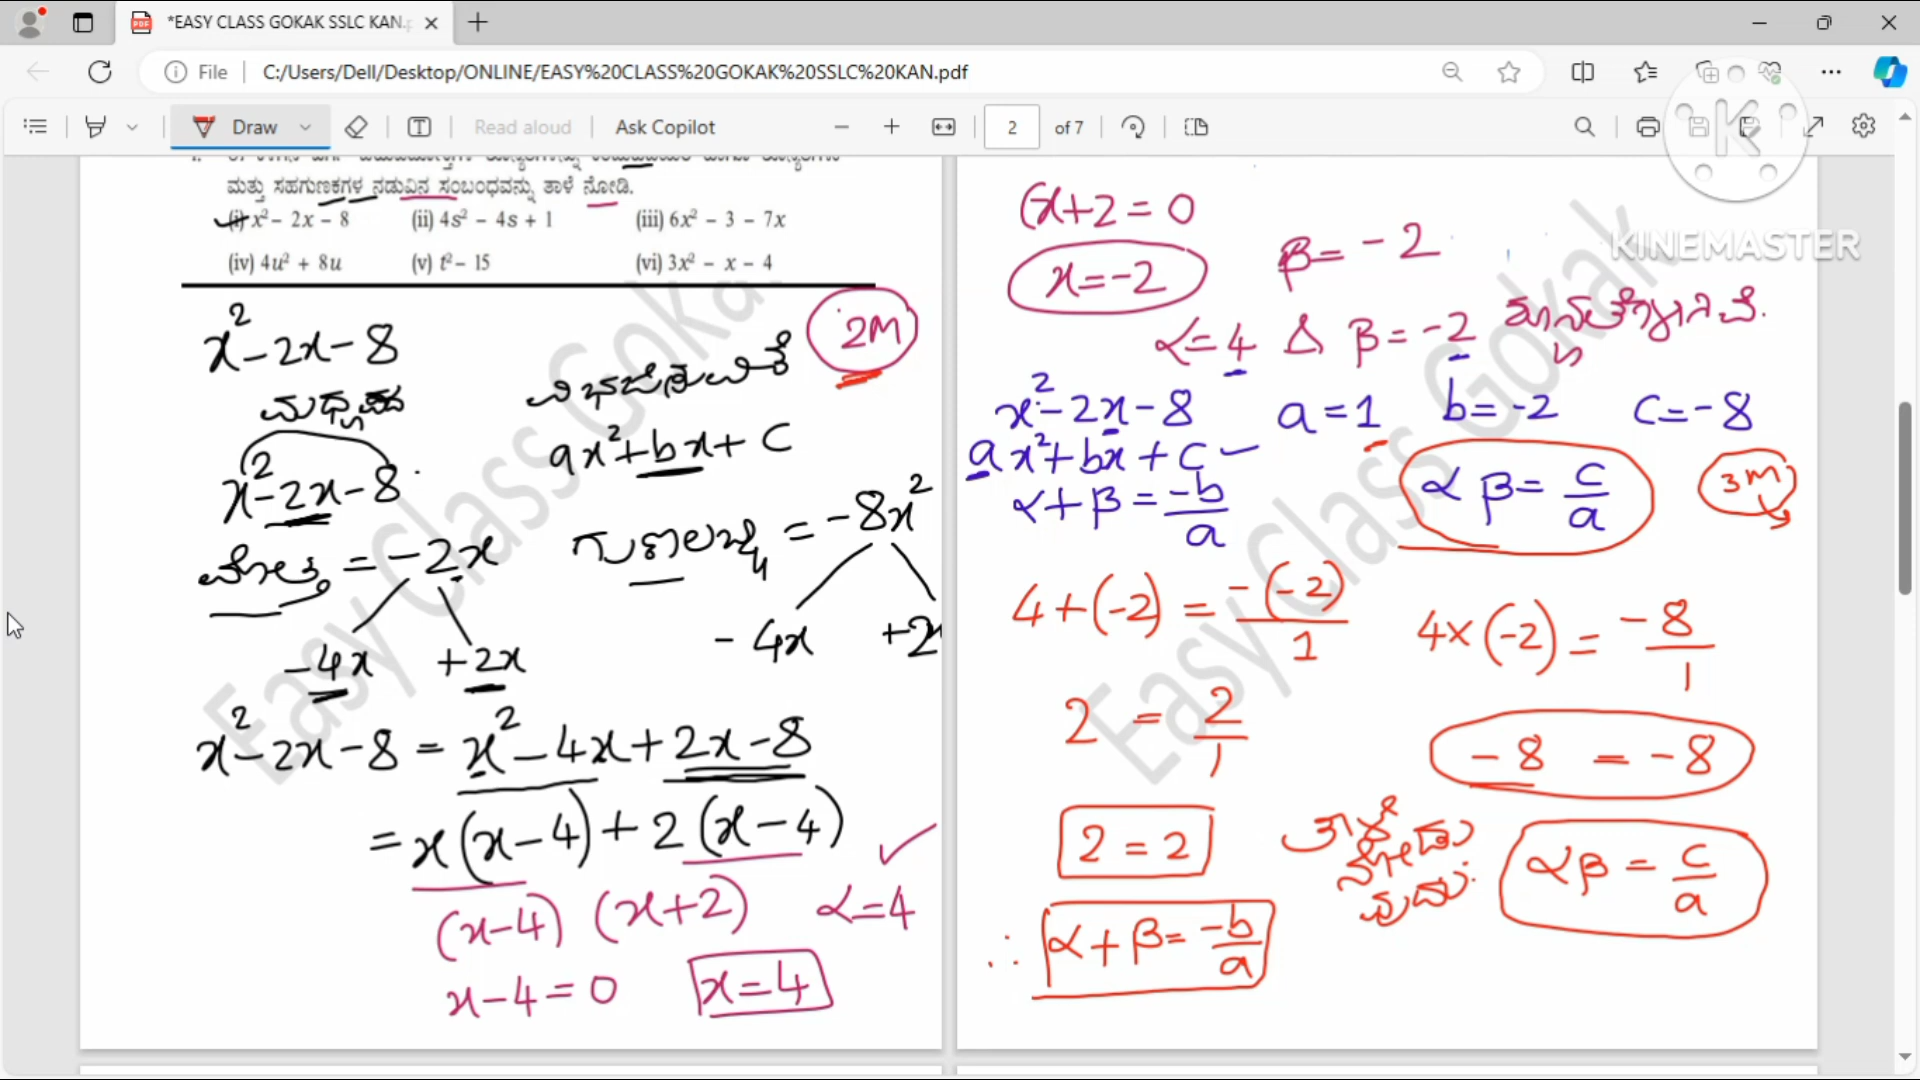 *EASY CLASS GOKAK SSLC KAN.p
File C:/Users/Dell/Desktop/ONLINE/EASY%20CLASS%20GOKAK%20SSLC%20KAN.pdf
Draw Read aloud Ask Copilot 2 of 7
ಮತ್ತು ಸಹಗುಣಕಗಳ ನಡುವಿನ ಸಂಬಂಧವನ್ನು ತಾಳೆ ನೋಡಿ.
(i) x² – 2x – 8 (ii) 4s² – 4s + 1 (iii) 6x² – 3 – 7x
(iv) 4u² + 8u (v) t² – 15 (vi) 3x² – x – 4
x² – 2x – 8
2M
ಮಧ್ಯಪದ
ax² + bx + c
x² – 2x – 8
ಮೊತ್ತ = –2x
ಗುಣಲಬ್ಧ = –8x²
–4x +2x
–4x +2x
x² – 2x – 8 = x² – 4x + 2x – 8
= x(x – 4) + 2(x – 4)
(x – 4) (x + 2) α = 4
x – 4 = 0 x = 4
(x + 2 = 0
x = –2 β = –2
α = 4 & β = –2
x² – 2x – 8 a = 1 b = –2 c = –8
ax² + bx + c
α + β = –b/a αβ = c/a 3M
4 + (–2) = –(–2)/1 4 × (–2) = –8/1
2 = 2/1 –8 = –8
2 = 2 αβ = c/a
∴ α + β = –b/a
KINEMASTER
Easy Class Gokak
Easy Class Gokak